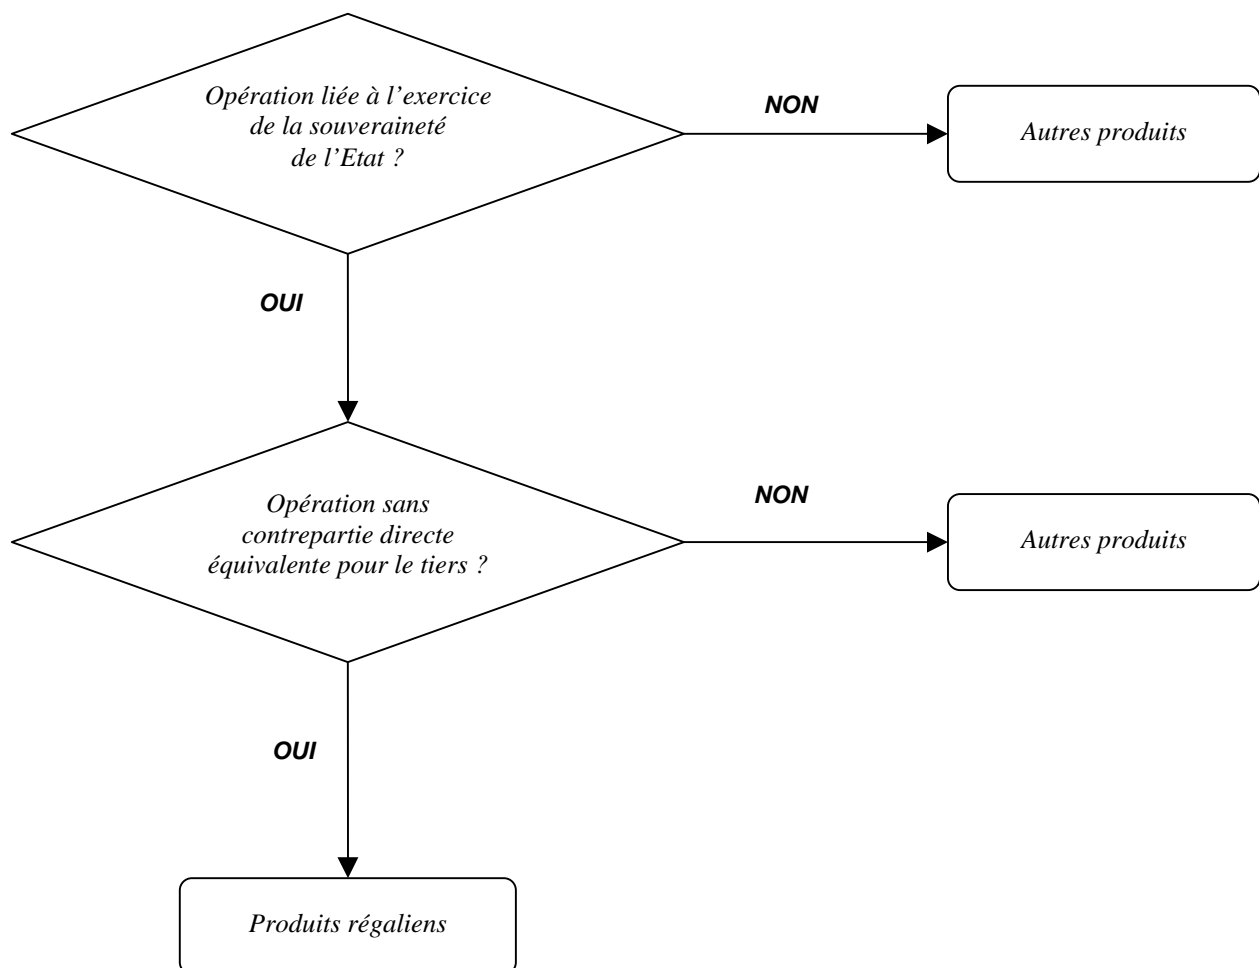 Opération liée à l’exercice
de la souveraineté
de l’Etat ?
NON
Autres produits
OUI
Opération sans
contrepartie directe
équivalente pour le tiers ?
NON
Autres produits
OUI
Produits régaliens